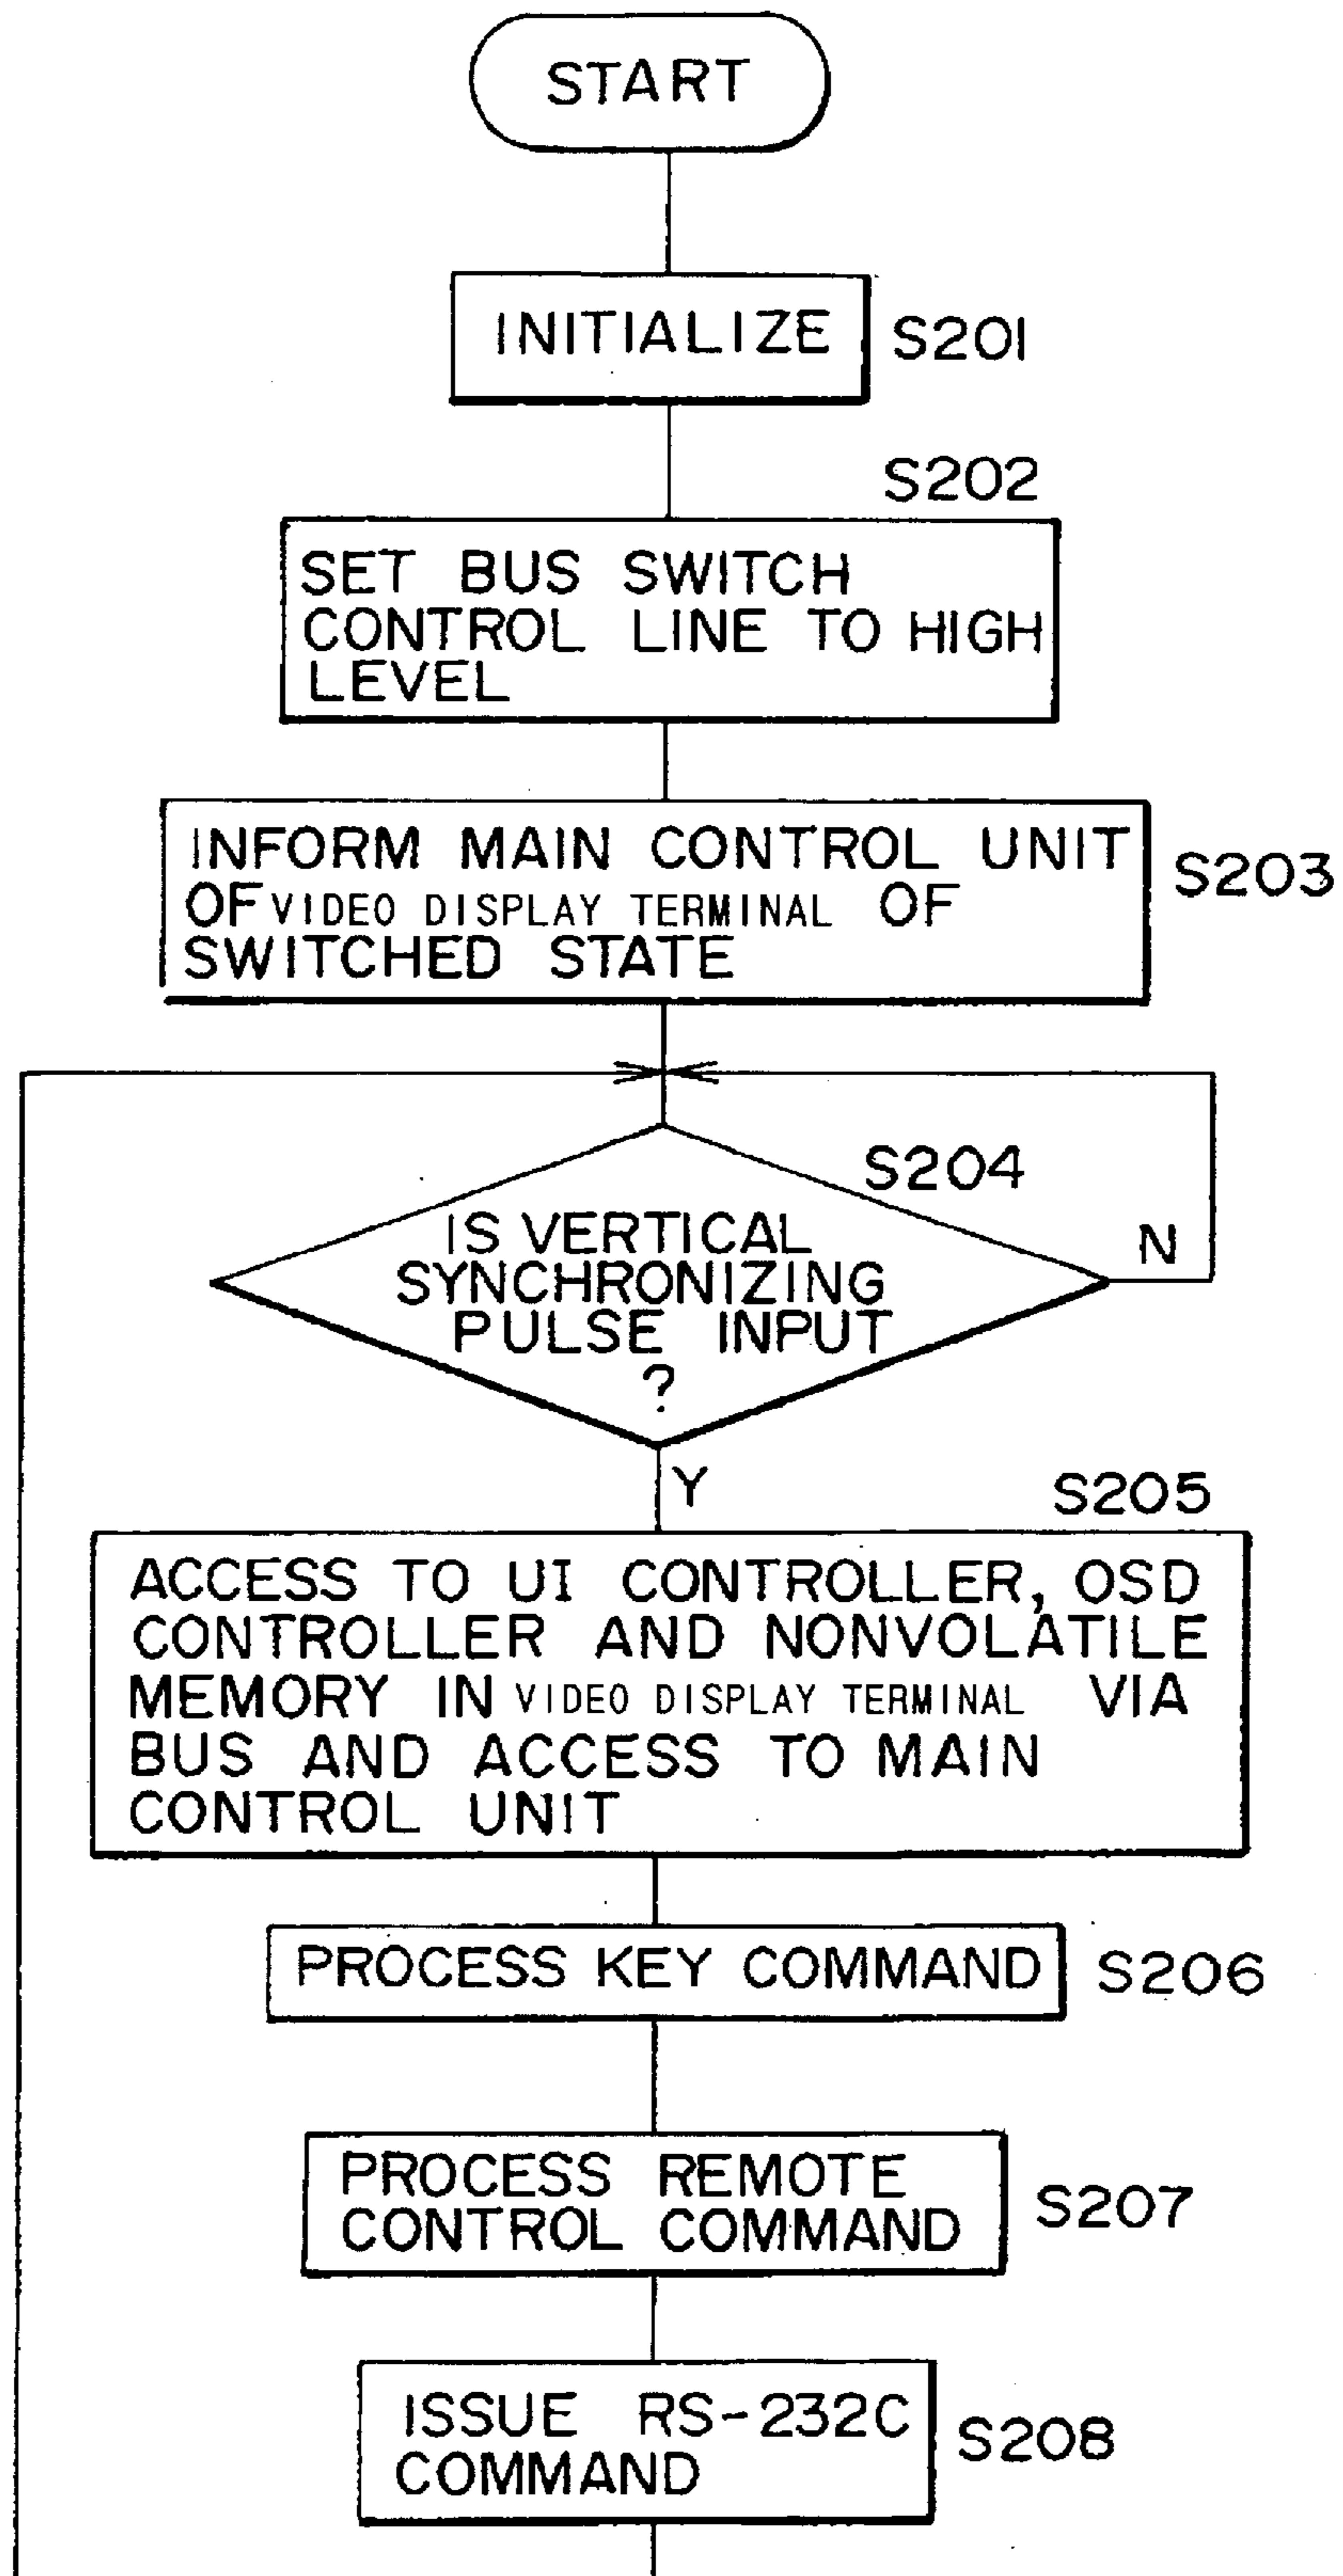 START
INITIALIZE
S201
S202
SET BUS SWITCH
CONTROL LINE TO HIGH
LEVEL
INFORM MAIN CONTROL UNIT
OF VIDEO DISPLAY TERMINAL OF
SWITCHED STATE
S203
S204
IS VERTICAL
SYNCHRONIZING
PULSE INPUT
?
N
Y
S205
ACCESS TO UI CONTROLLER, OSD
CONTROLLER AND NONVOLATILE
MEMORY IN VIDEO DISPLAY TERMINAL VIA
BUS AND ACCESS TO MAIN
CONTROL UNIT
PROCESS KEY COMMAND
S206
PROCESS REMOTE
CONTROL COMMAND
S207
ISSUE RS-232C
COMMAND
S208